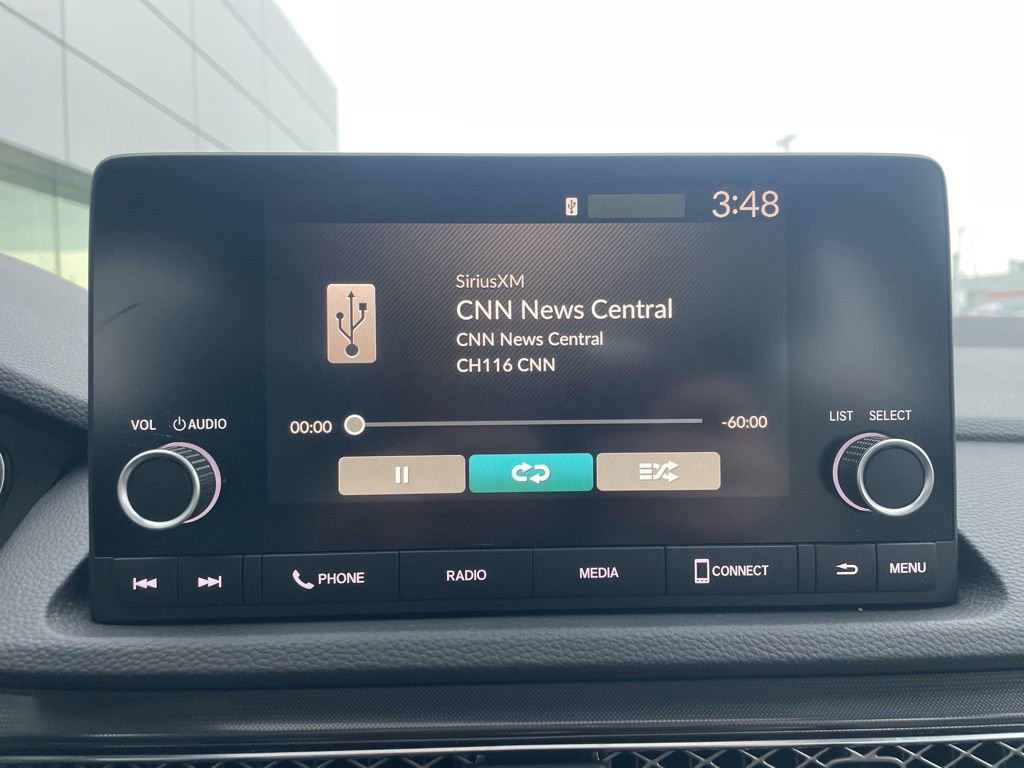 3:48
SiriusXM
CNN News Central
CNN News Central
CH116 CNN
00:00
-60:00
VOL AUDIO
LIST SELECT
PHONE
RADIO
MEDIA
CONNECT
MENU